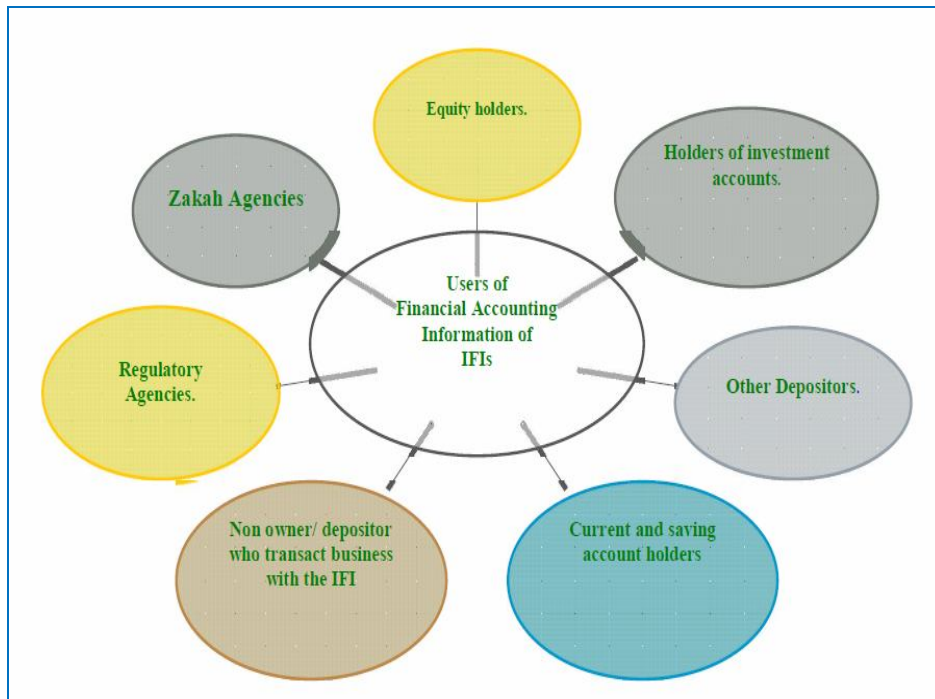 Equity holders.
Holders of investment
accounts.
Zakah Agencies
Users of
Financial Accounting
Information of
IFIs
Regulatory
Agencies.
Other Depositors.
Non owner/ depositor
who transact business
with the IFI
Current and saving
account holders